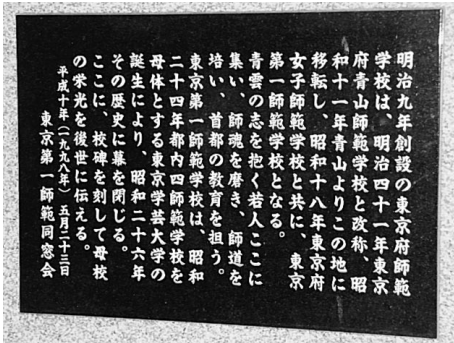 明治九年創設の東京府師範
学校は、明治四十一年東京
府青山師範学校と改称、昭
和十一年青山よりこの地に
移転し、昭和十八年東京府
女子師範学校と共に、東京
第一師範学校となる。
青雲の志を抱く若人ここに
集い、師魂を磨き、師道を
培い、首都の教育を担う。
東京第一師範学校は、昭和
二十四年都内四師範学校を
母体とする東京学芸大学の
誕生により、昭和二十六年
その歴史に幕を閉じる。
ここに、校碑を刻して母校
の栄光を後世に伝える。
平成十年(一九九八年)五月二十三日
東京第一師範同窓会